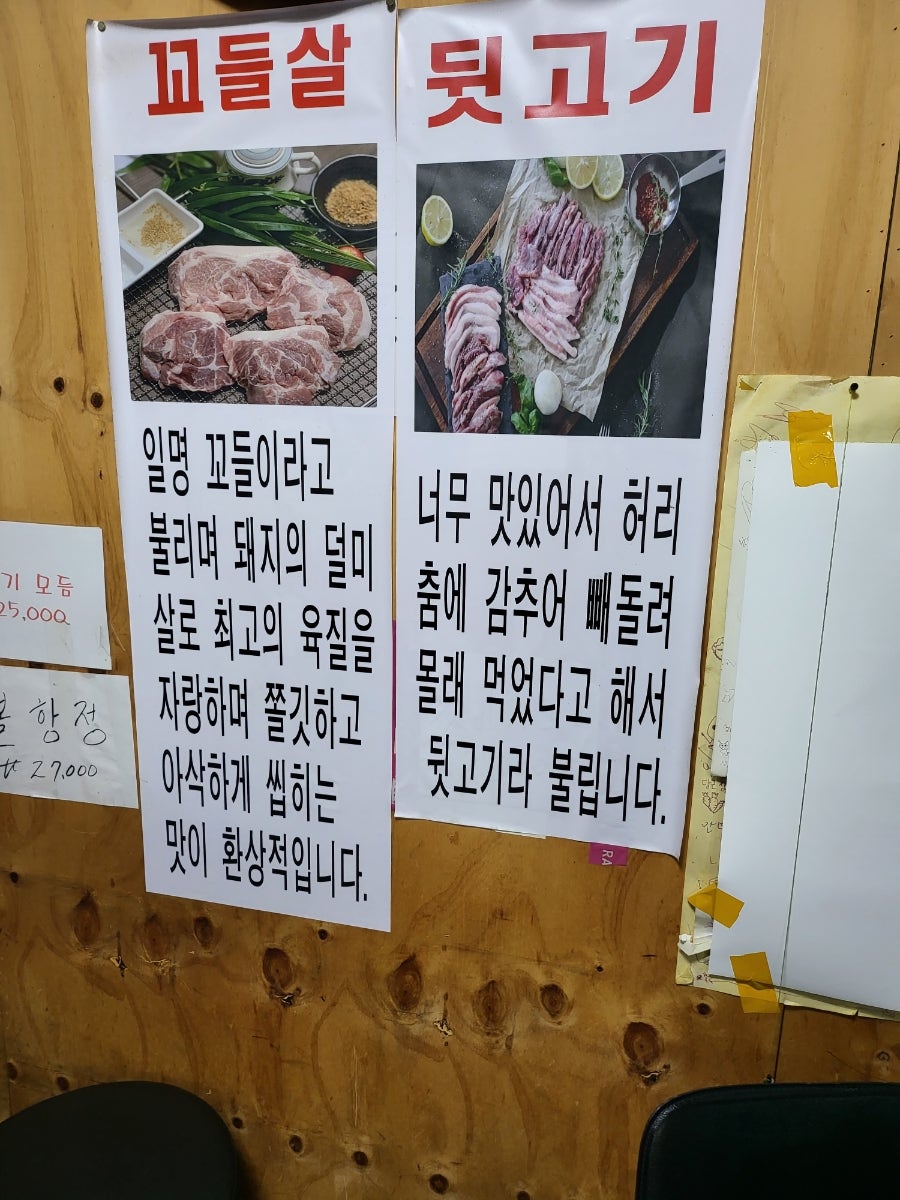 꼬들살
일명 꼬들이라고
불리며 돼지의 덜미
살로 최고의 육질을
자랑하며 쫄깃하고
아삭하게 씹히는
맛이 환상적입니다.
뒷고기
너무 맛있어서 허리
춤에 감추어 빼돌려
몰래 먹었다고 해서
뒷고기라 불립니다.
기 모듬
25,000
항정
27,000
RA